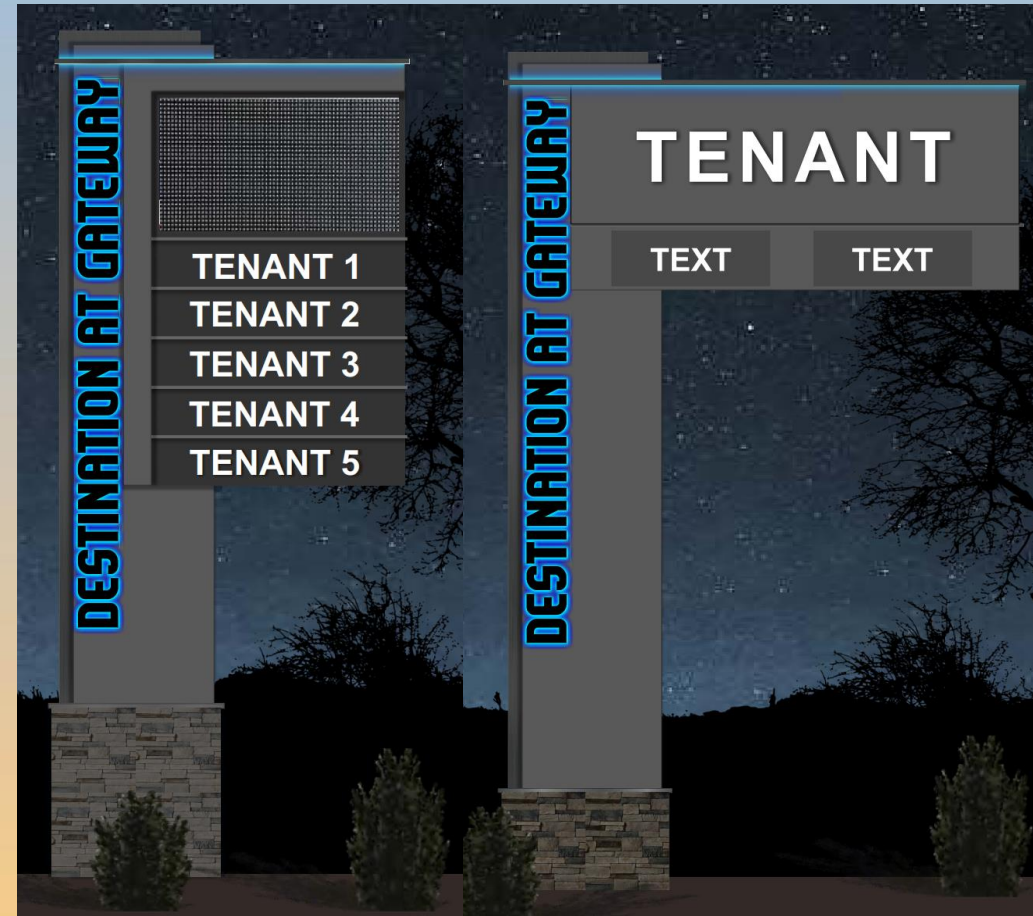 DESTINATION AT GATEWAY
TENANT 1
TENANT 2
TENANT 3
TENANT 4
TENANT 5
DESTINATION AT GATEWAY
TENANT
TEXT TEXT